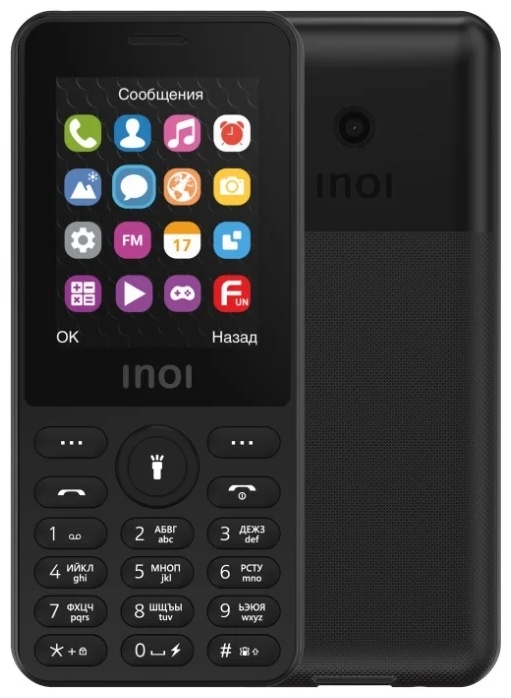 Сообщения
FM
17
FUN
OK
Назад
inoi
inoi
1
2 АБВГ abc
3 ДЕЖЗ def
4 ИЙКЛ ghi
5 МНОП jkl
6 РСТУ mno
7 ФХЦЧ pqrs
8 ШЩЪЫ tuv
9 ЬЭЮЯ wxyz
* +
0
#